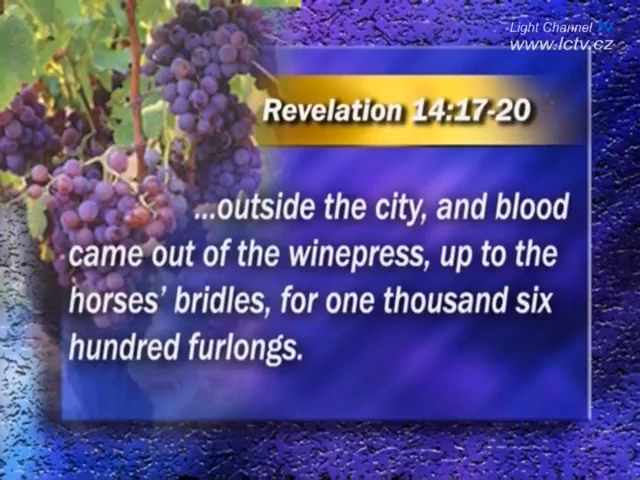 Light Channel TV
www.lctv.cz
Revelation 14:17-20
...outside the city, and blood
came out of the winepress, up to the
horses' bridles, for one thousand six
hundred furlongs.